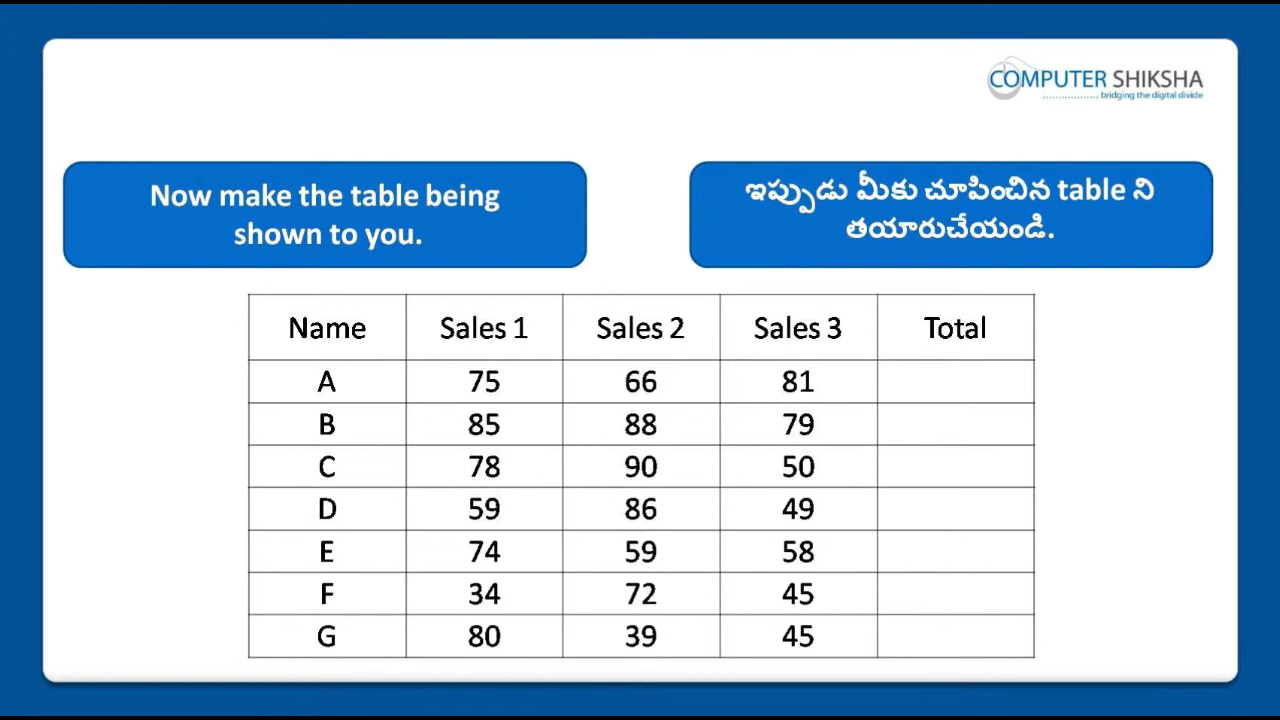 COMPUTER SHIKSHA
.................. bridging the digital divide
Now make the table being
shown to you.
ఇప్పుడు మీకు చూపించిన table ని
తయారుచేయండి.
Name Sales 1 Sales 2 Sales 3 Total
A 75 66 81
B 85 88 79
C 78 90 50
D 59 86 49
E 74 59 58
F 34 72 45
G 80 39 45